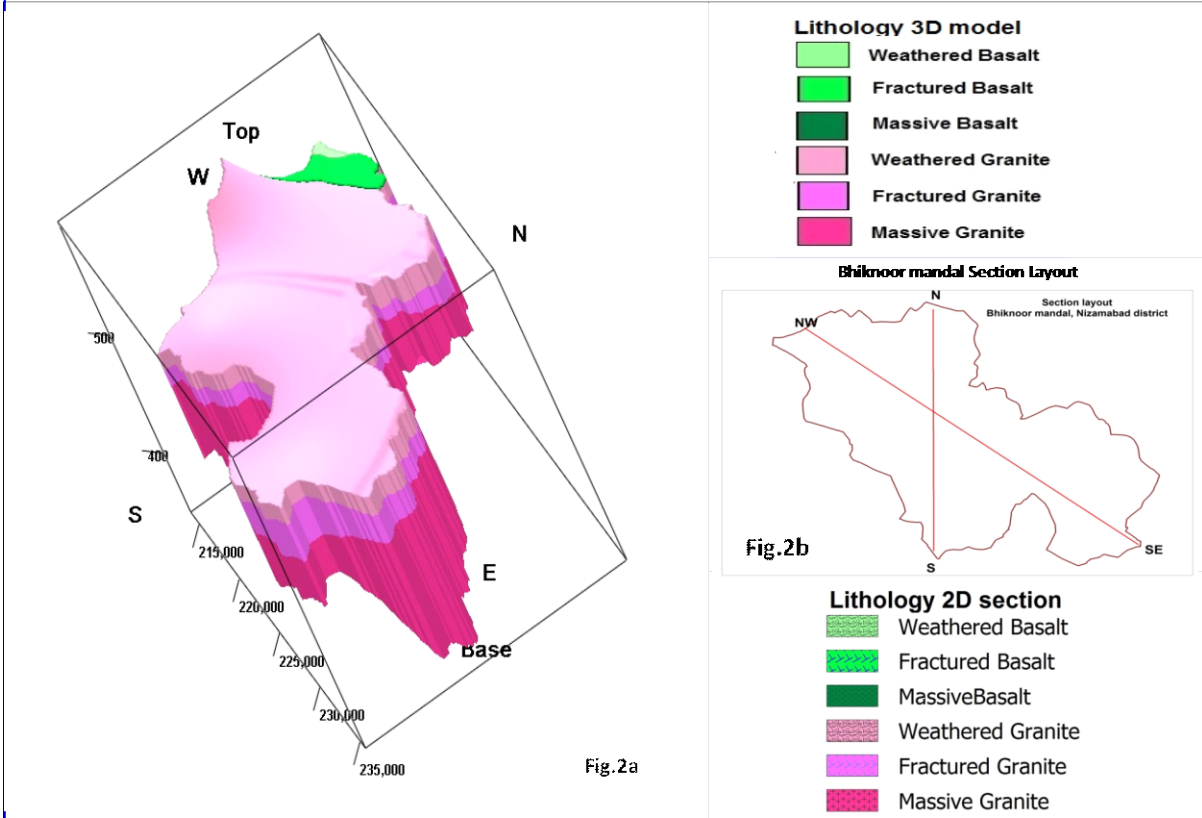 Top
W
N
500
400
S
E
Base
215,000
220,000
225,000
230,000
235,000
Fig.2a
Lithology 3D model
Weathered Basalt
Fractured Basalt
Massive Basalt
Weathered Granite
Fractured Granite
Massive Granite
Bhiknoor mandal Section Layout
N
Section layout
Bhiknoor mandal, Nizamabad district
NW
Fig.2b
SE
S
Lithology 2D section
Weathered Basalt
Fractured Basalt
MassiveBasalt
Weathered Granite
Fractured Granite
Massive Granite